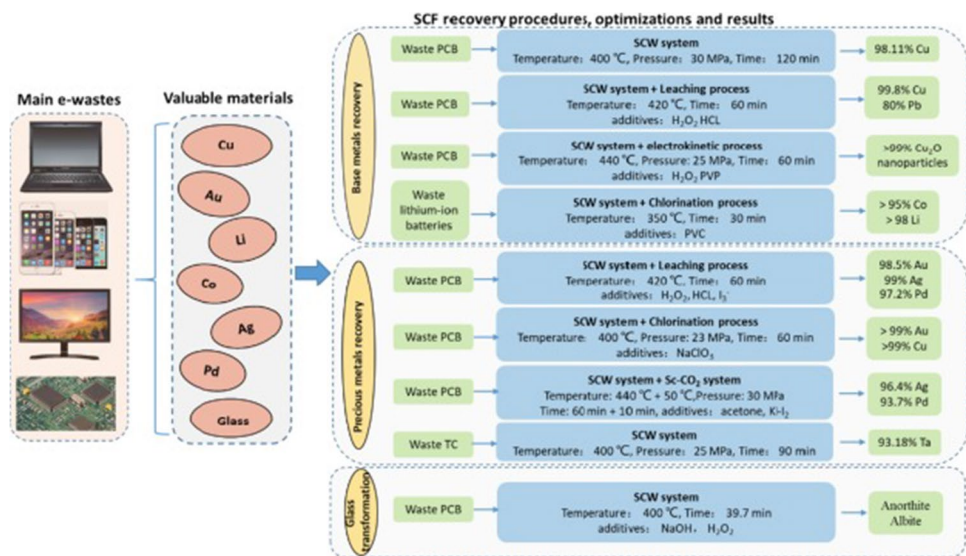 SCF recovery procedures, optimizations and results
Main e-wastes
Valuable materials
Cu
Au
Li
Co
Ag
Pd
Glass
Base metals recovery
Waste PCB
SCW system
Temperature: 400 ℃, Pressure: 30 MPa, Time: 120 min
98.11% Cu
Waste PCB
SCW system + Leaching process
Temperature: 420 ℃, Time: 60 min
additives: H₂O₂ HCL
99.8% Cu
80% Pb
Waste PCB
SCW system + electrokinetic process
Temperature: 440 ℃, Pressure: 25 MPa, Time: 60 min
additives: H₂O₂ PVP
>99% Cu₂O
nanoparticles
Waste
lithium-ion
batteries
SCW system + Chlorination process
Temperature: 350 ℃, Time: 30 min
additives: PVC
> 95% Co
> 98 Li
Precious metals recovery
Waste PCB
SCW system + Leaching process
Temperature: 420 ℃, Time: 60 min
additives: H₂O₂, HCL, I₃⁻
98.5% Au
99% Ag
97.2% Pd
Waste PCB
SCW system + Chlorination process
Temperature: 400℃, Pressure: 23 MPa, Time: 60 min
additives: NaClO₃
> 99% Au
>99% Cu
Waste PCB
SCW system + Sc-CO₂ system
Temperature: 440 ℃ + 50 ℃,Pressure: 30 MPa
Time: 60 min + 10 min, additives: acetone, Ki-I₂
96.4% Ag
93.7% Pd
Waste TC
SCW system
Temperature: 400 ℃, Pressure: 25 MPa, Time: 90 min
93.18% Ta
Glass
transformation
Waste PCB
SCW system
Temperature: 400 ℃, Time: 39.7 min
additives: NaOH, H₂O₂
Anorthite
Albite